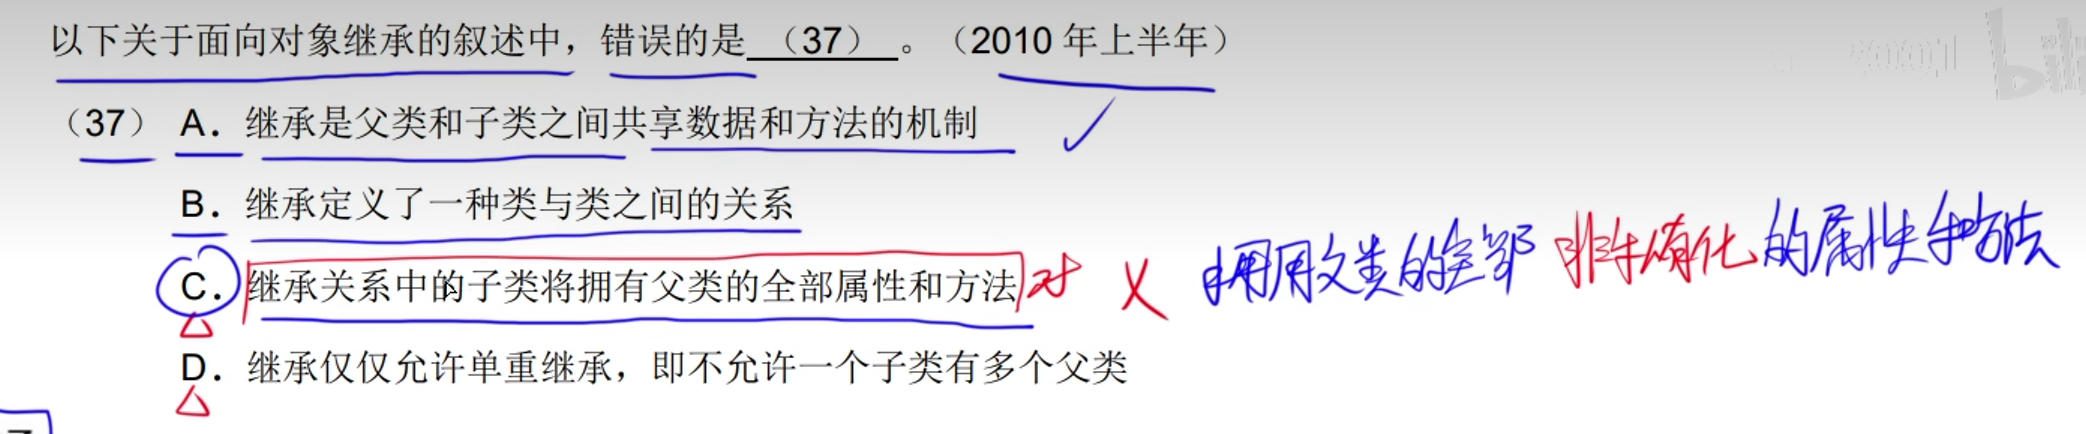 以下关于面向对象继承的叙述中，错误的是（37）。（2010 年上半年）
（37） A．继承是父类和子类之间共享数据和方法的机制
B．继承定义了一种类与类之间的关系
C．继承关系中的子类将拥有父类的全部属性和方法 对 X 拥用父类的全部 非私有化 的属性和方法
D．继承仅仅允许单重继承，即不允许一个子类有多个父类
bili